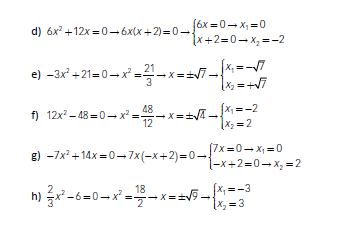 d) 6x² + 12x = 0 → 6x(x + 2) = 0 → { 6x = 0 → x₁ = 0
x + 2 = 0 → x₂ = −2
e) −3x² + 21 = 0 → x² = 21/3 → x = ±√7 → { x₁ = −√7
x₂ = +√7
f) 12x² − 48 = 0 → x² = 48/12 → x = ±√4 → { x₁ = −2
x₂ = 2
g) −7x² + 14x = 0 → 7x(−x + 2) = 0 → { 7x = 0 → x₁ = 0
−x + 2 = 0 → x₂ = 2
h) 2/3 x² − 6 = 0 → x² = 18/2 → x = ±√9 → { x₁ = −3
x₂ = 3